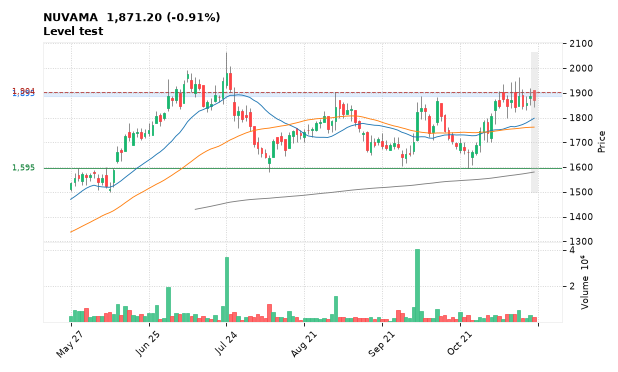 NUVAMA 1,871.20 (-0.91%)
Level test
2100
2000
1,904
1900
1800
1700
1,595
1600
1500
1400
1300
Price
4
2
Volume 10⁶
May 27
Jun 25
Jul 24
Aug 21
Sep 21
Oct 21